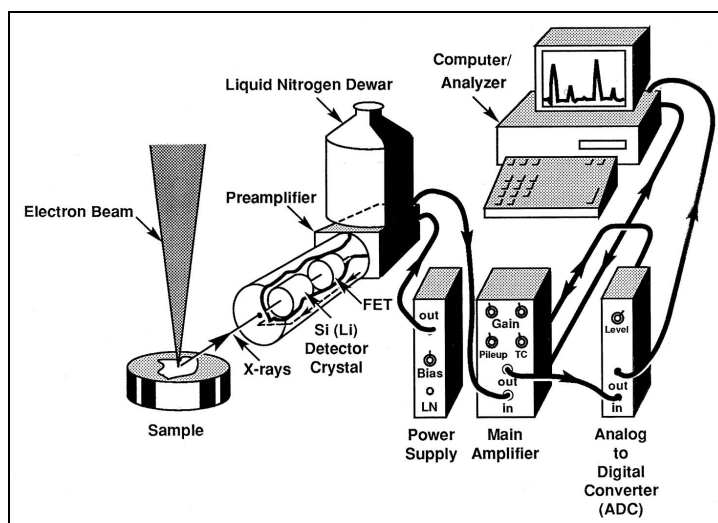 Computer/
Analyzer
Liquid Nitrogen Dewar
Preamplifier
Electron Beam
FET
Si (Li)
Detector
Crystal
X-rays
Sample
out
Bias
LN
Power
Supply
Gain
Pileup TC
out
in
Main
Amplifier
Level
out
in
Analog
to
Digital
Converter
(ADC)